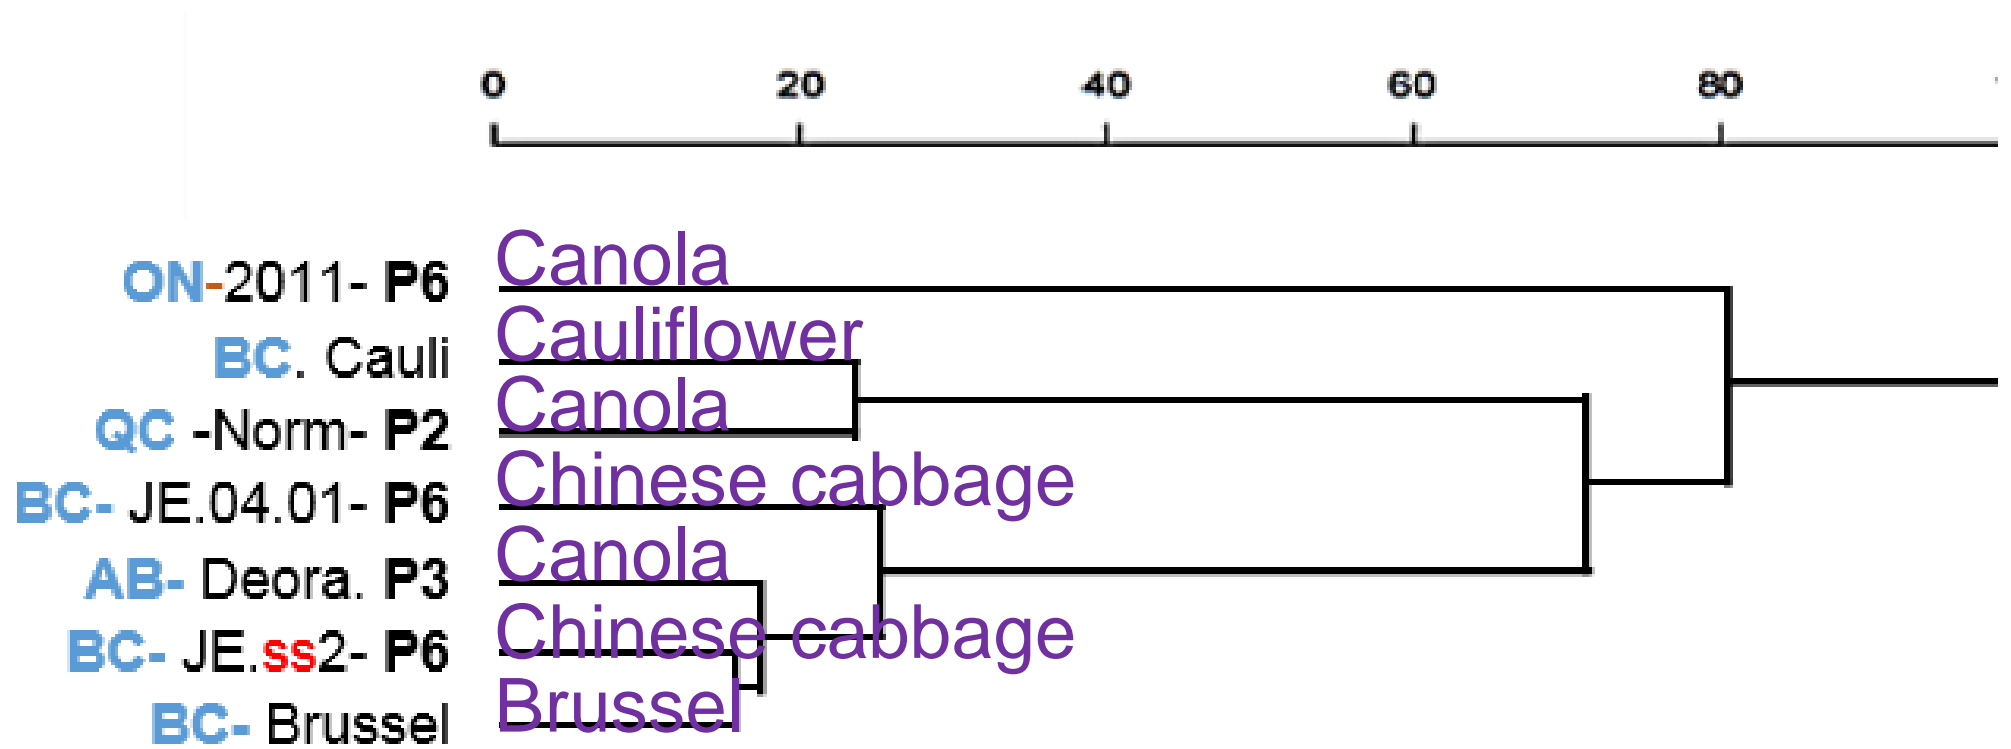 0 20 40 60 80
Canola
ON-2011- P6
Cauliflower
BC. Cauli
Canola
QC -Norm- P2
Chinese cabbage
BC- JE.04.01- P6
Canola
AB- Deora. P3
Chinese cabbage
BC- JE.ss2- P6
Brussel
BC- Brussel